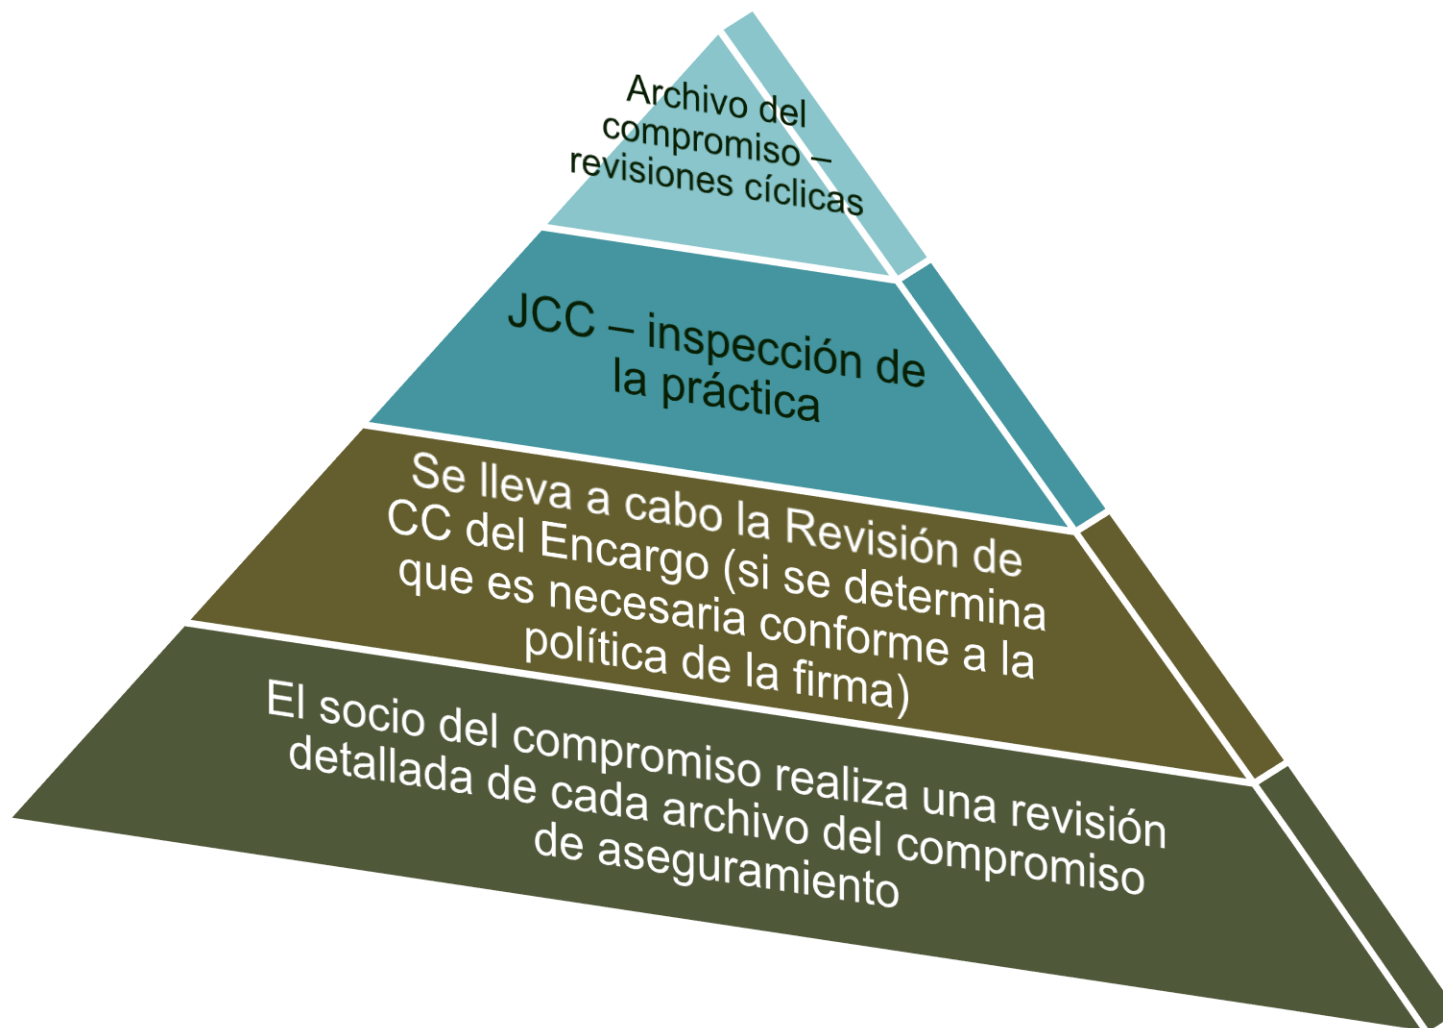 Archivo del
compromiso –
revisiones cíclicas
JCC – inspección de
la práctica
Se lleva a cabo la Revisión de
CC del Encargo (si se determina
que es necesaria conforme a la
política de la firma)
El socio del compromiso realiza una revisión
detallada de cada archivo del compromiso
de aseguramiento